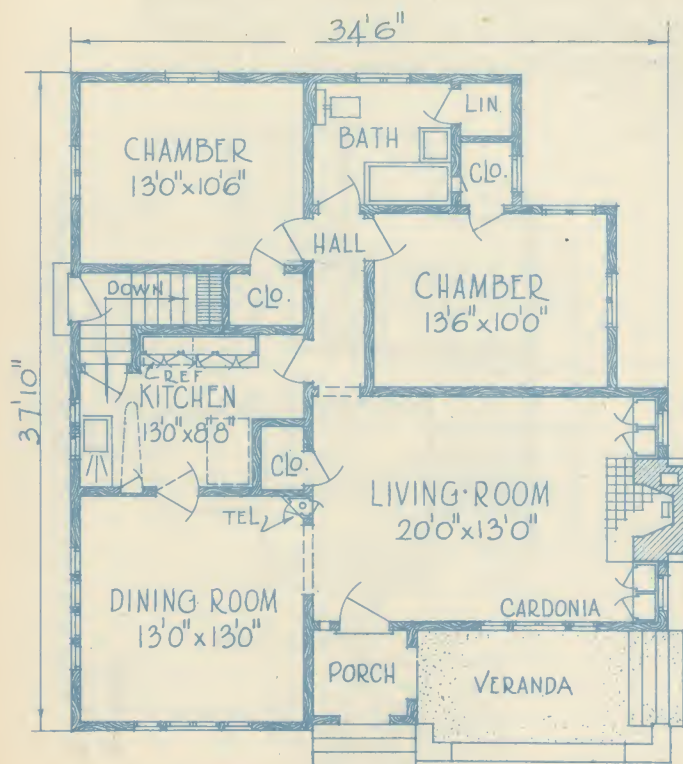 34'6"
CHAMBER
13'0"x10'6"
BATH
LIN.
CLO.
HALL
DOWN
CLO.
CHAMBER
13'6"x10'0"
37'10"
REF
KITCHEN
13'0"x8'8"
CLO.
TEL.
LIVING·ROOM
20'0"x13'0"
DINING ROOM
13'0"x13'0"
CARDONIA
PORCH
VERANDA